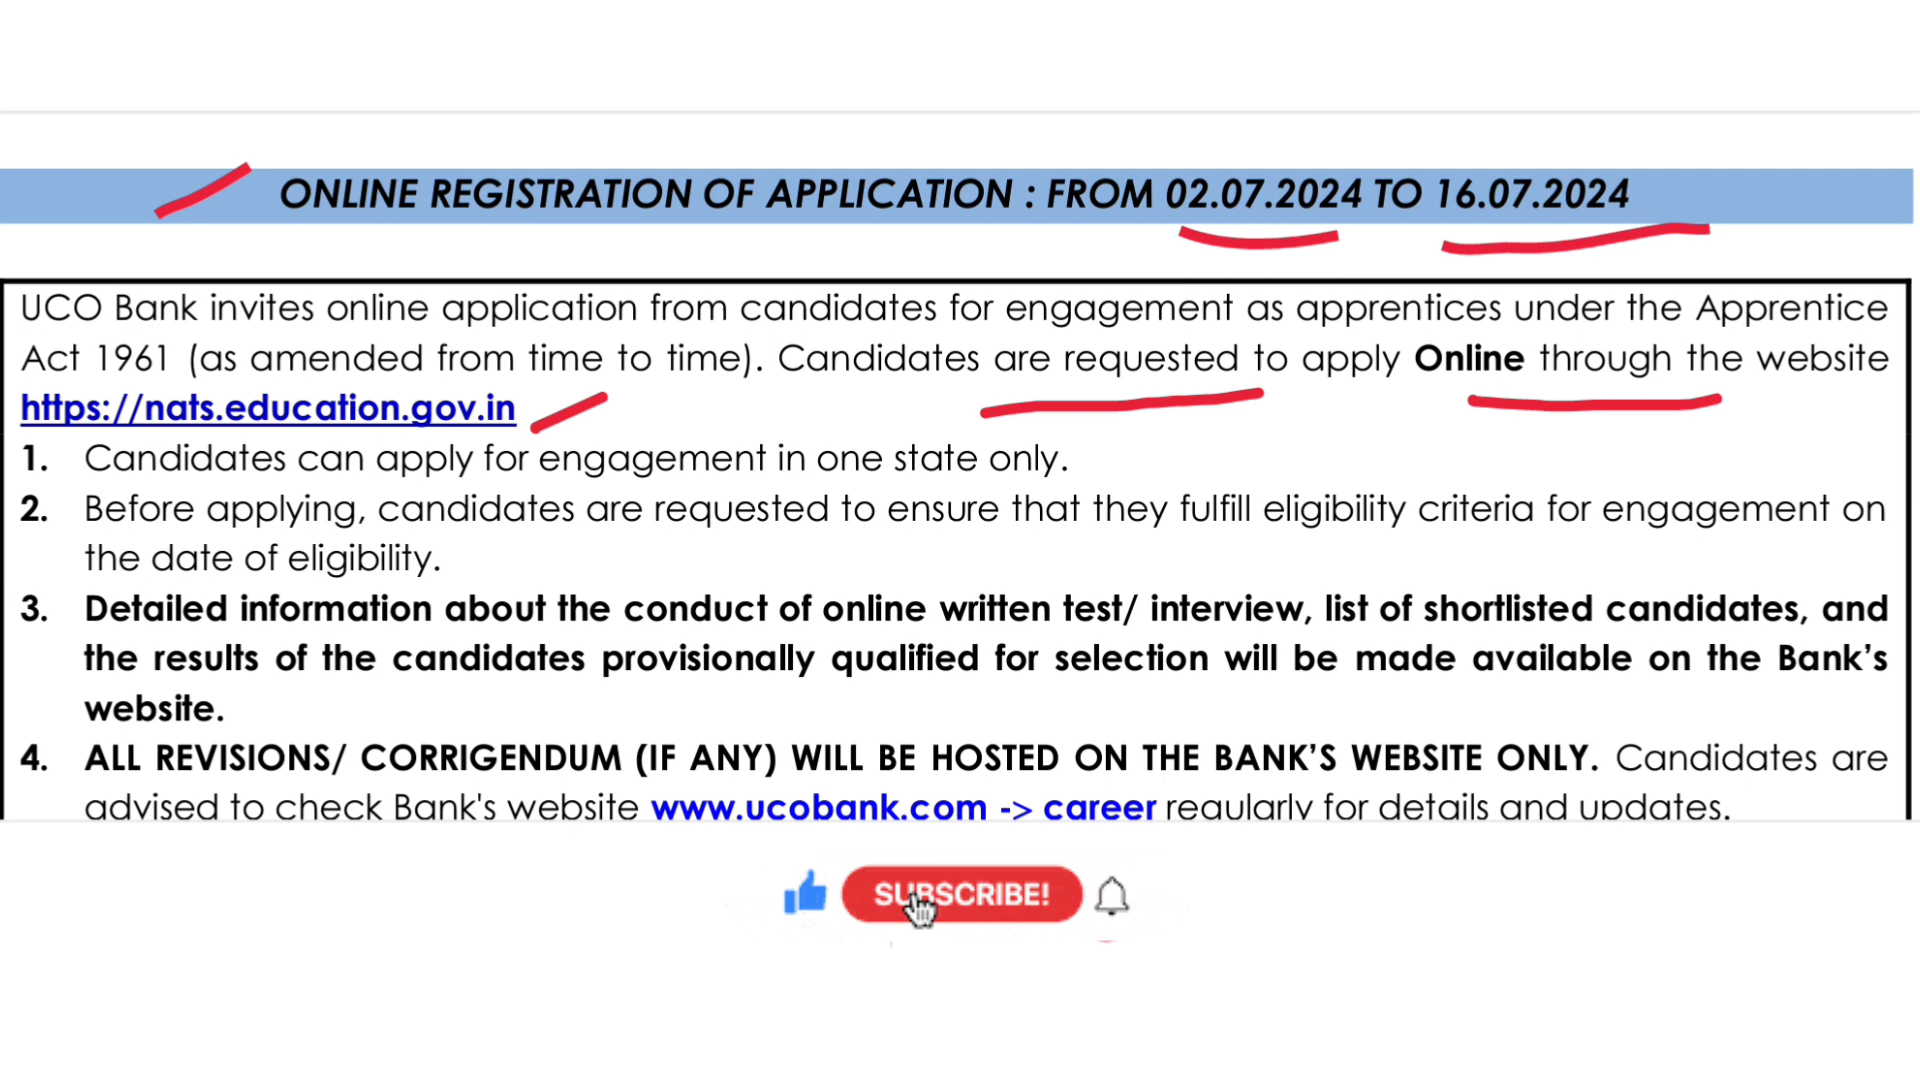 ONLINE REGISTRATION OF APPLICATION : FROM 02.07.2024 TO 16.07.2024
UCO Bank invites online application from candidates for engagement as apprentices under the Apprentice
Act 1961 (as amended from time to time). Candidates are requested to apply Online through the website
https://nats.education.gov.in
1. Candidates can apply for engagement in one state only.
2. Before applying, candidates are requested to ensure that they fulfill eligibility criteria for engagement on
the date of eligibility.
3. Detailed information about the conduct of online written test/ interview, list of shortlisted candidates, and
the results of the candidates provisionally qualified for selection will be made available on the Bank’s
website.
4. ALL REVISIONS/ CORRIGENDUM (IF ANY) WILL BE HOSTED ON THE BANK’S WEBSITE ONLY. Candidates are
advised to check Bank's website www.ucobank.com -> career regularly for details and updates.
SUBSCRIBE!